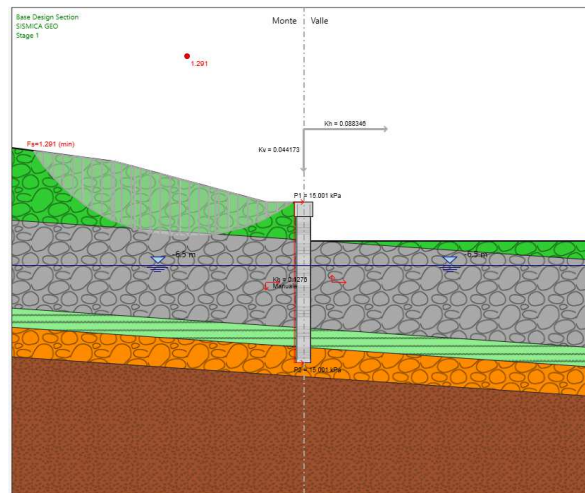 Base Design Section
SISMICA GEO
Stage 1
Monte Valle
1.291
Kh = 0.088346
Kv = 0.044173
Fs=1.291 (min)
P1 = 15.001 kPa
-6.5 m
-6.5 m
Manuale
P2 = 15.001 kPa